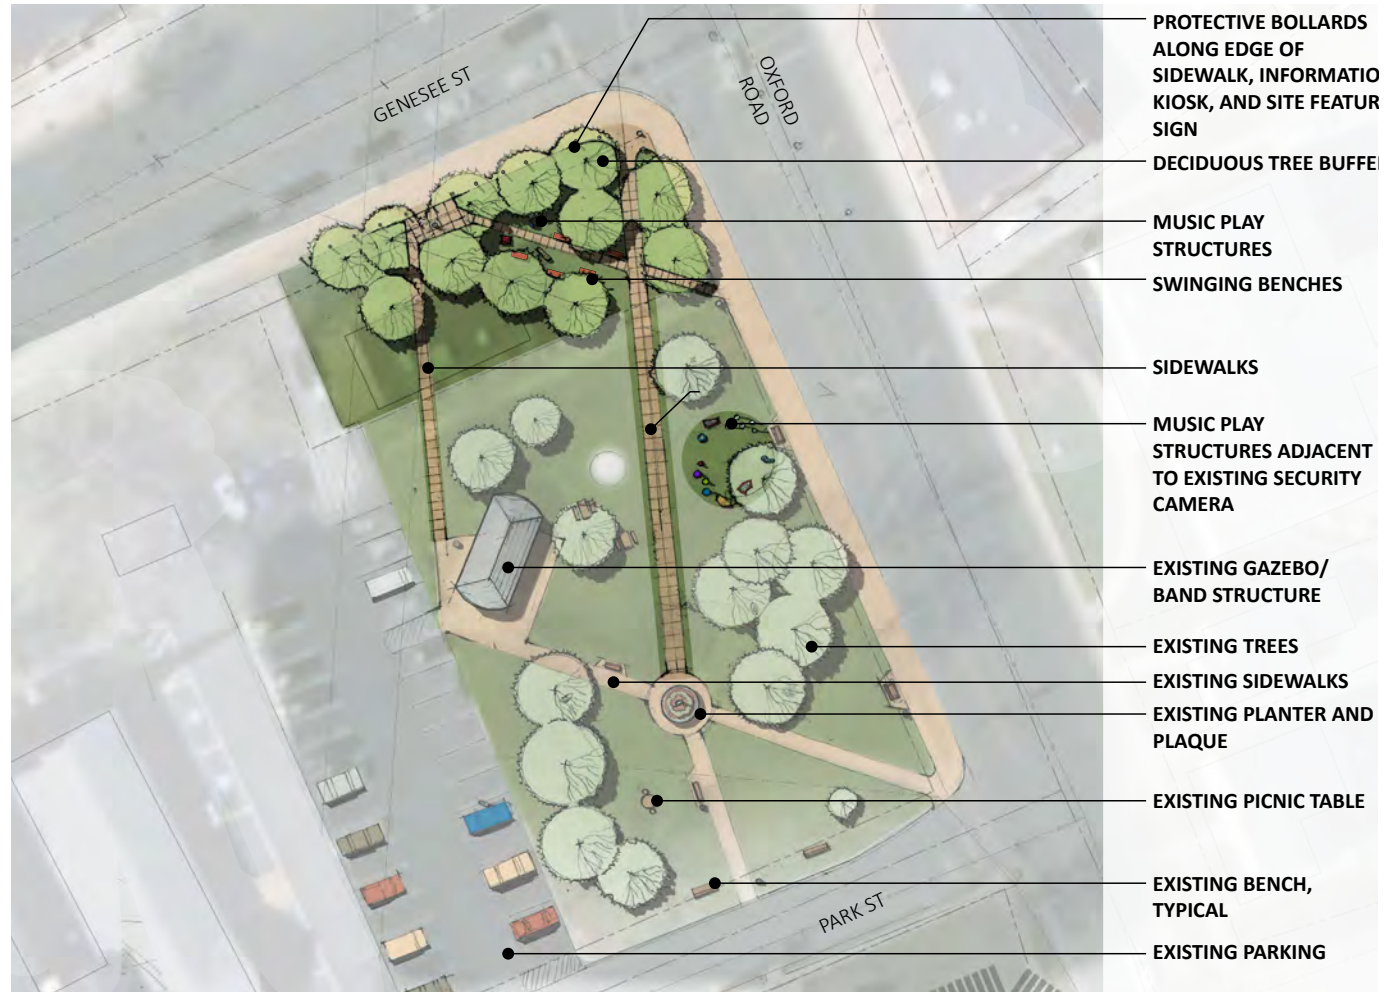 GENESEE ST
OXFORD
ROAD
PROTECTIVE BOLLARDS
ALONG EDGE OF
SIDEWALK, INFORMATIO
KIOSK, AND SITE FEATUR
SIGN
DECIDUOUS TREE BUFFE
MUSIC PLAY
STRUCTURES
SWINGING BENCHES
SIDEWALKS
MUSIC PLAY
STRUCTURES ADJACENT
TO EXISTING SECURITY
CAMERA
EXISTING GAZEBO/
BAND STRUCTURE
EXISTING TREES
EXISTING SIDEWALKS
EXISTING PLANTER AND
PLAQUE
EXISTING PICNIC TABLE
EXISTING BENCH,
TYPICAL
EXISTING PARKING
PARK ST